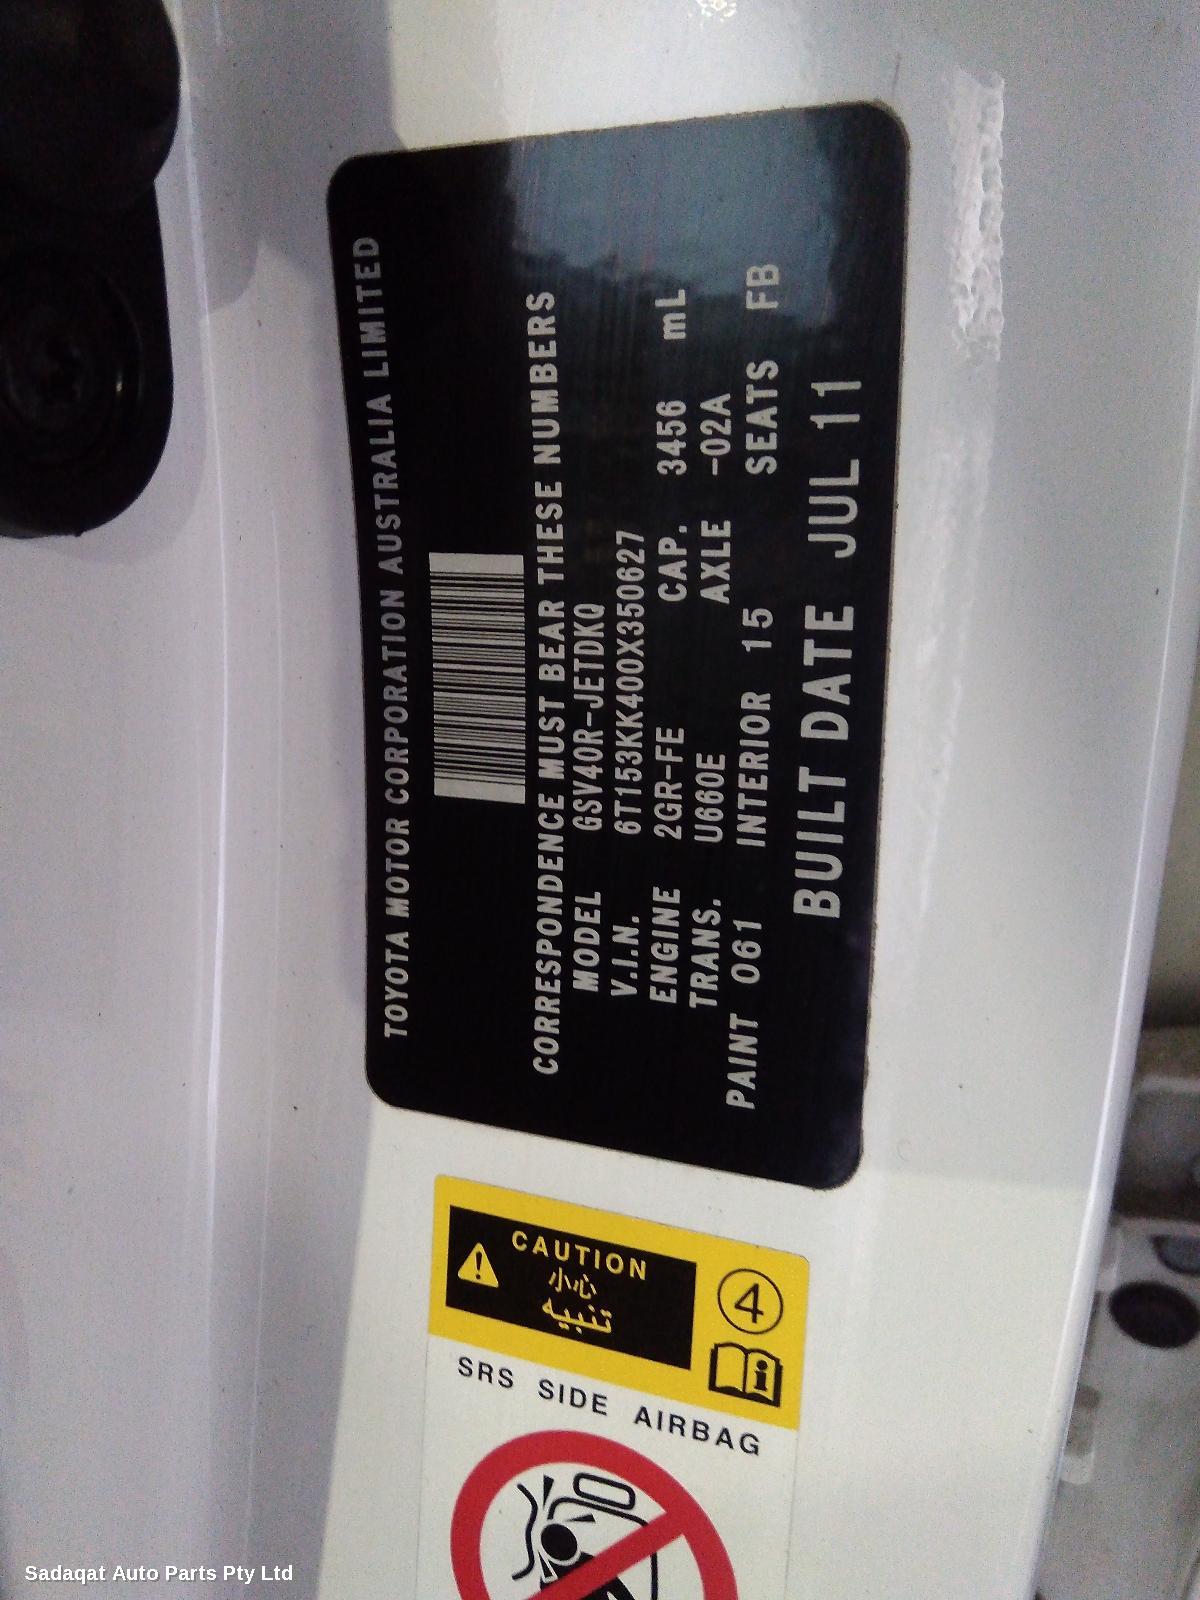 TOYOTA MOTOR CORPORATION AUSTRALIA LIMITED
CORRESPONDENCE MUST BEAR THESE NUMBERS
MODEL GSV40R-JETDKQ
V.I.N. 6T153KK400X350627
ENGINE 2GR-FE CAP. 3456 mL
TRANS. U660E AXLE -02A
PAINT 061 INTERIOR 15 SEATS FB
BUILT DATE JUL 11
CAUTION
小心
تنبيه
4
i
SRS SIDE AIRBAG
Sadaqat Auto Parts Pty Ltd